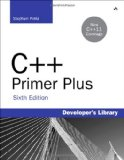 Stephen Prata
C++
Primer Plus
Sixth Edition
Developer's Library